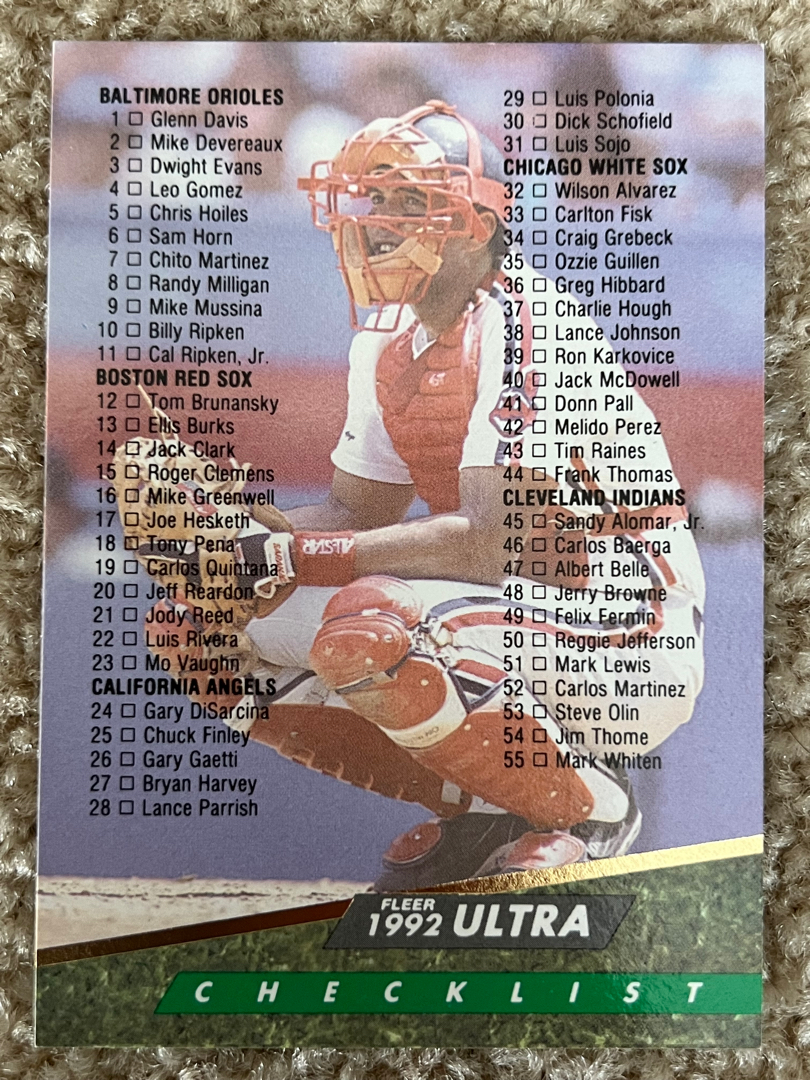 BALTIMORE ORIOLES
1 □ Glenn Davis
2 □ Mike Devereaux
3 □ Dwight Evans
4 □ Leo Gomez
5 □ Chris Hoiles
6 □ Sam Horn
7 □ Chito Martinez
8 □ Randy Milligan
9 □ Mike Mussina
10 □ Billy Ripken
11 □ Cal Ripken, Jr.
BOSTON RED SOX
12 □ Tom Brunansky
13 □ Ellis Burks
14 □ Jack Clark
15 □ Roger Clemens
16 □ Mike Greenwell
17 □ Joe Hesketh
18 □ Tony Pena
19 □ Carlos Quintana
20 □ Jeff Reardon
21 □ Jody Reed
22 □ Luis Rivera
23 □ Mo Vaughn
CALIFORNIA ANGELS
24 □ Gary DiSarcina
25 □ Chuck Finley
26 □ Gary Gaetti
27 □ Bryan Harvey
28 □ Lance Parrish
29 □ Luis Polonia
30 □ Dick Schofield
31 □ Luis Sojo
CHICAGO WHITE SOX
32 □ Wilson Alvarez
33 □ Carlton Fisk
34 □ Craig Grebeck
35 □ Ozzie Guillen
36 □ Greg Hibbard
37 □ Charlie Hough
38 □ Lance Johnson
39 □ Ron Karkovice
40 □ Jack McDowell
41 □ Donn Pall
42 □ Melido Perez
43 □ Tim Raines
44 □ Frank Thomas
CLEVELAND INDIANS
45 □ Sandy Alomar, Jr.
46 □ Carlos Baerga
47 □ Albert Belle
48 □ Jerry Browne
49 □ Felix Fermin
50 □ Reggie Jefferson
51 □ Mark Lewis
52 □ Carlos Martinez
53 □ Steve Olin
54 □ Jim Thome
55 □ Mark Whiten
ALLSTAR
FLEER
1992 ULTRA
CHECKLIST